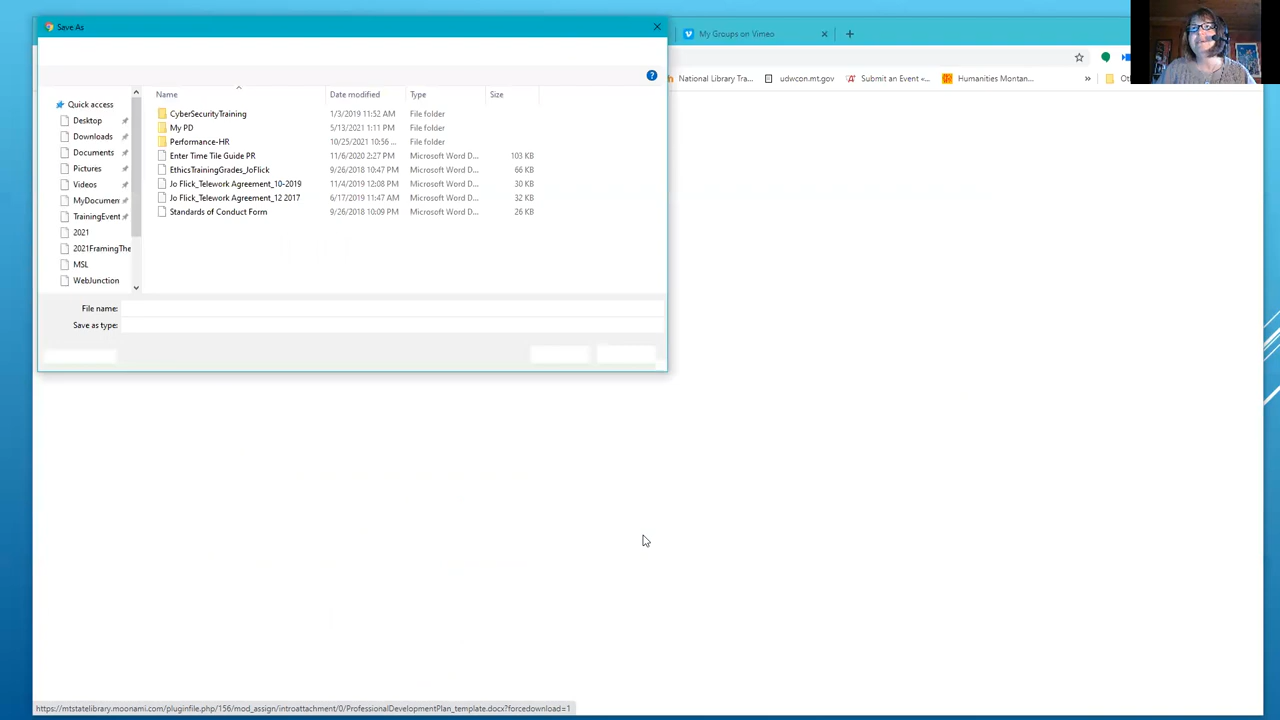 Save As
My Groups on Vimeo
National Library Tra...
udwcon.mt.gov
Submit an Event «...
Humanities Montan...
»
Name
Date modified
Type
Size
Quick access
Desktop
Downloads
Documents
Pictures
Videos
MyDocumen
TrainingEvent
2021
2021FramingThe
MSL
WebJunction
CyberSecurityTraining 1/3/2019 11:52 AM File folder
My PD 5/13/2021 1:11 PM File folder
Performance-HR 10/25/2021 10:56 ... File folder
Enter Time Tile Guide PR 11/6/2020 2:27 PM Microsoft Word D... 103 KB
EthicsTrainingGrades_JoFlick 9/26/2018 10:47 PM Microsoft Word D... 66 KB
Jo Flick_Telework Agreement_10-2019 11/4/2019 12:08 PM Microsoft Word D... 30 KB
Jo Flick_Telework Agreement_12 2017 6/17/2019 11:47 AM Microsoft Word D... 32 KB
Standards of Conduct Form 9/26/2018 10:09 PM Microsoft Word D... 26 KB
File name:
Save as type:
https://mtstatelibrary.moonami.com/pluginfile.php/156/mod_assign/introattachment/0/ProfessionalDevelopmentPlan_template.docx?forcedownload=1